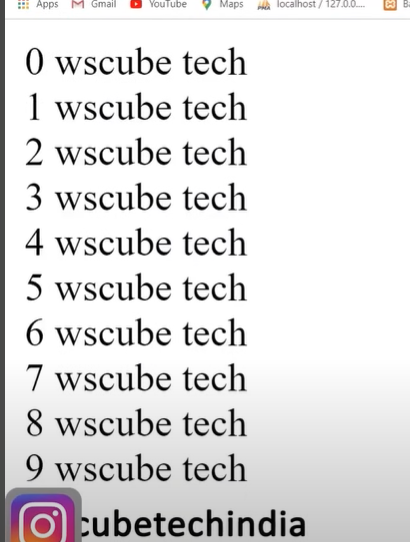 Apps Gmail YouTube Maps localhost / 127.0.0....
0 wscube tech
1 wscube tech
2 wscube tech
3 wscube tech
4 wscube tech
5 wscube tech
6 wscube tech
7 wscube tech
8 wscube tech
9 wscube tech
cubetechindia